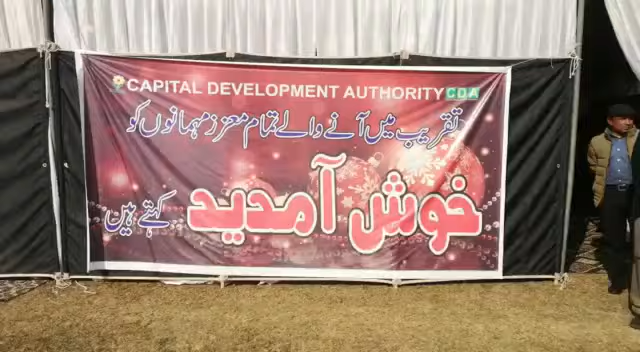 CAPITAL DEVELOPMENT AUTHORITY CDA
تقریب میں آنے والے تمام معزز مہمانوں کو
خوش آمدید کہتے ہیں